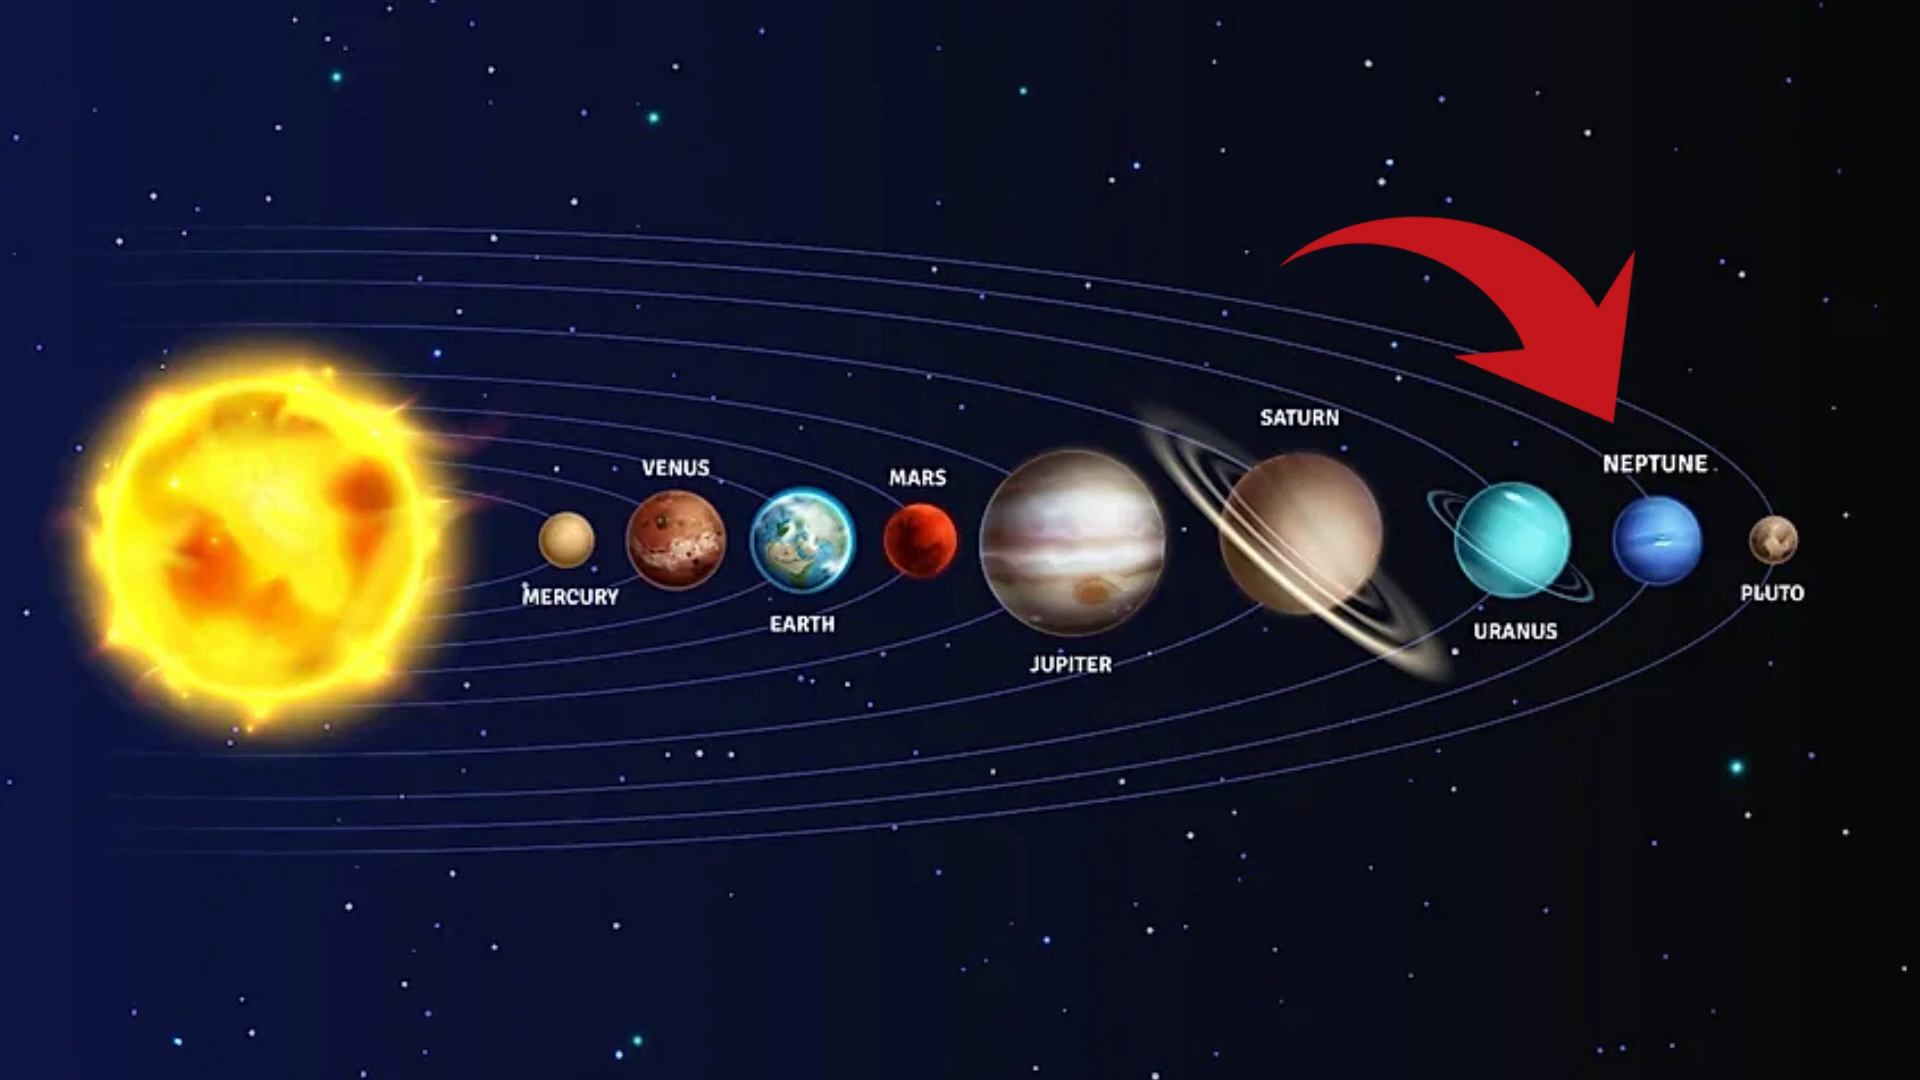 MERCURY
VENUS
EARTH
MARS
JUPITER
SATURN
URANUS
NEPTUNE
PLUTO